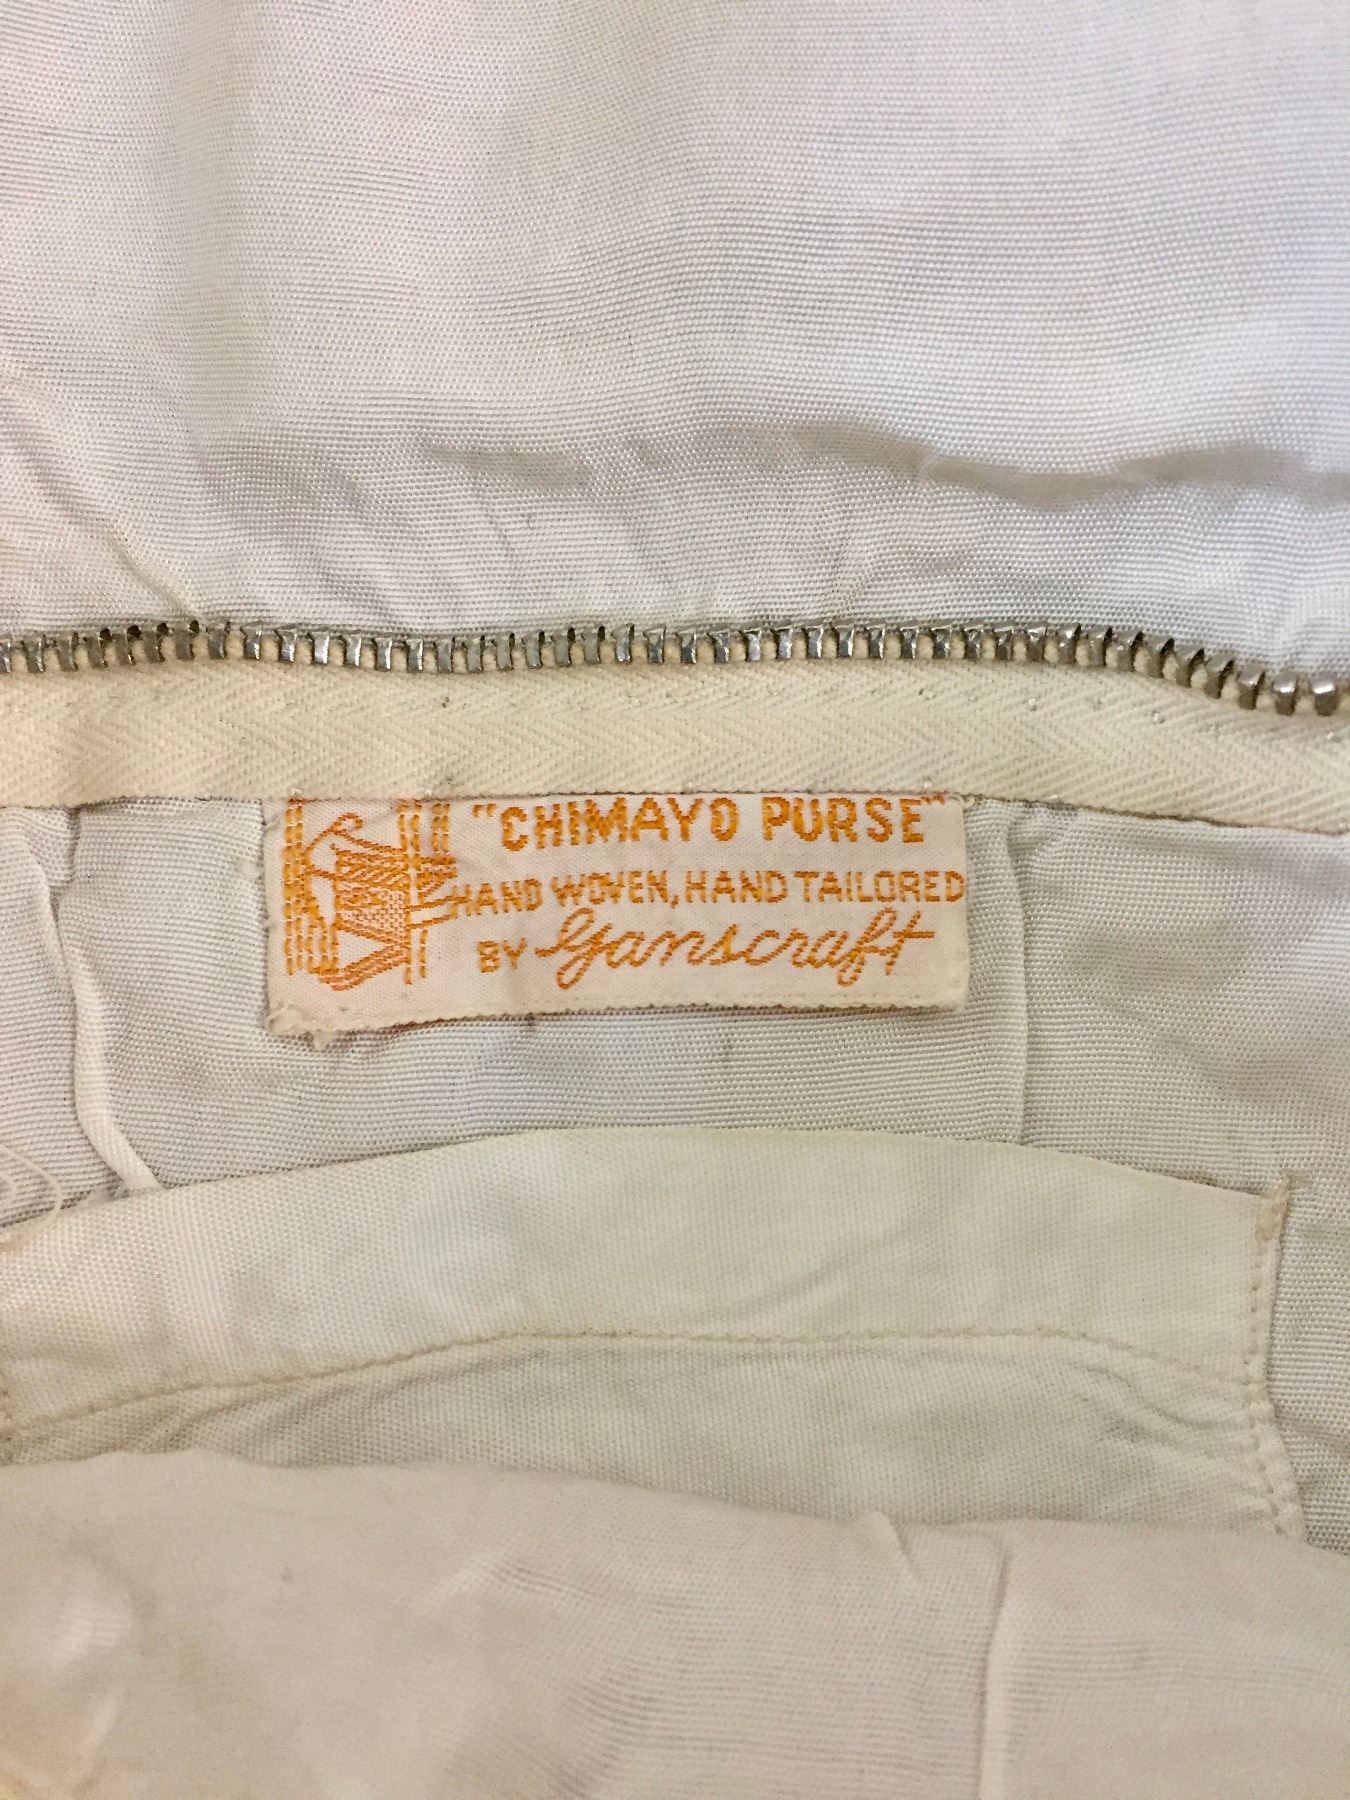 "CHIMAYO PURSE"
HAND WOVEN, HAND TAILORED
BY Ganscraft